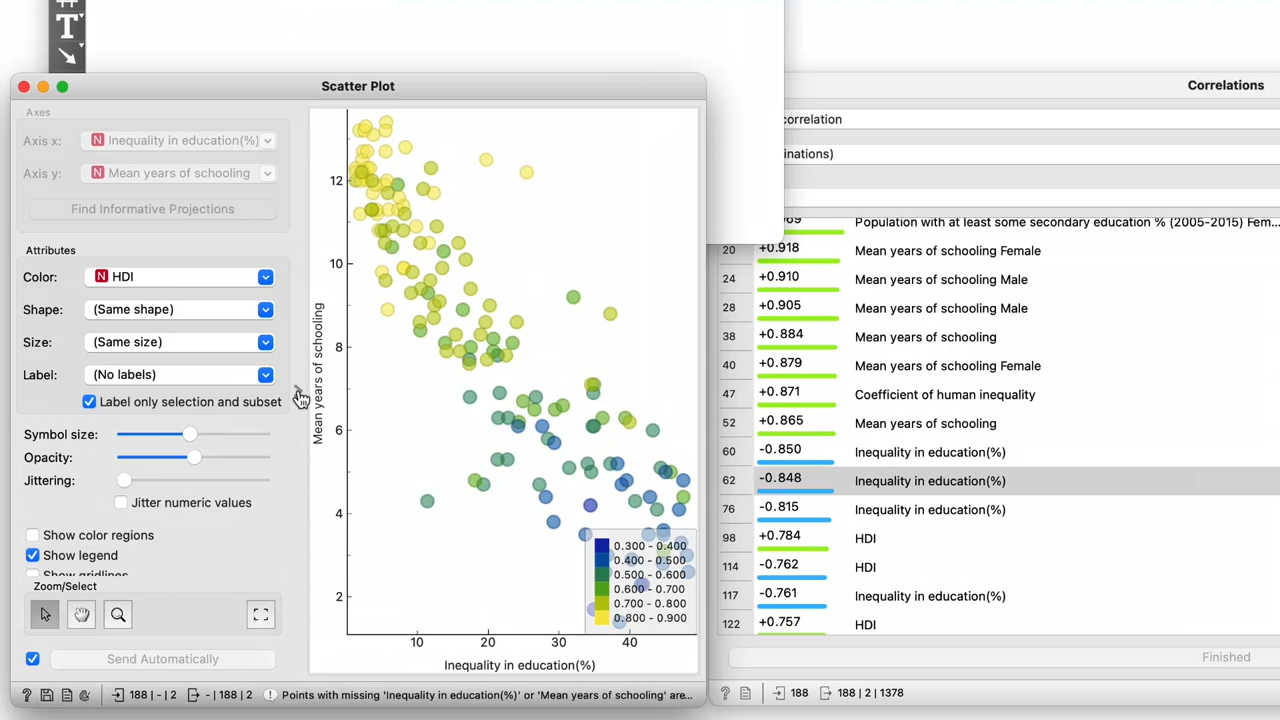 T
Scatter Plot
Axes
Axis x: N Inequality in education(%)
Axis y: N Mean years of schooling
Find Informative Projections
Attributes
Color: N HDI
Shape: (Same shape)
Size: (Same size)
Label: (No labels)
Label only selection and subset
Symbol size:
Opacity:
Jittering:
Jitter numeric values
Show color regions
Show legend
Show gridlines
Zoom/Select
Send Automatically
? 188 | - | 2 - | 188 | 2 Points with missing 'Inequality in education(%)' or 'Mean years of schooling' are...
Mean years of schooling
12
10
8
6
4
2
10 20 30 40
Inequality in education(%)
0.300 - 0.400
0.400 - 0.500
0.500 - 0.600
0.600 - 0.700
0.700 - 0.800
0.800 - 0.900
Correlations
correlation
inations)
Population with at least some secondary education % (2005-2015) Fem...
20 +0.918 Mean years of schooling Female
24 +0.910 Mean years of schooling Male
28 +0.905 Mean years of schooling Male
38 +0.884 Mean years of schooling
40 +0.879 Mean years of schooling Female
47 +0.871 Coefficient of human inequality
52 +0.865 Mean years of schooling
60 -0.850 Inequality in education(%)
62 -0.848 Inequality in education(%)
76 -0.815 Inequality in education(%)
98 +0.784 HDI
114 -0.762 HDI
117 -0.761 Inequality in education(%)
122 +0.757 HDI
Finished
? 188 188 | 2 | 1378